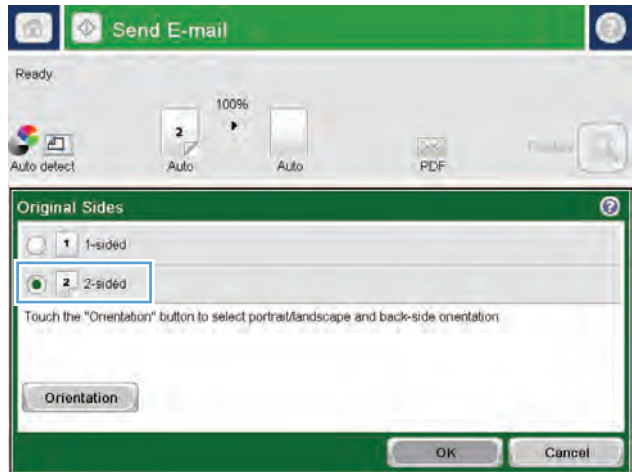 Send E-mail
Ready
100%
2
Auto detect
Auto
Auto
PDF
Original Sides
1 1-sided
2 2-sided
Touch the "Orientation" button to select portrait/landscape and back-side orientation
Orientation
OK
Cancel